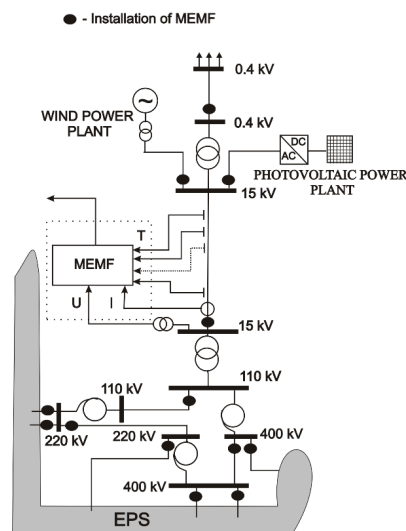 - Installation of MEMF
0.4 kV
0.4 kV
WIND POWER
PLANT
DC
AC
PHOTOVOLTAIC POWER
PLANT
15 kV
T
MEMF
U
I
15 kV
110 kV
110 kV
220 kV
220 kV
400 kV
400 kV
EPS